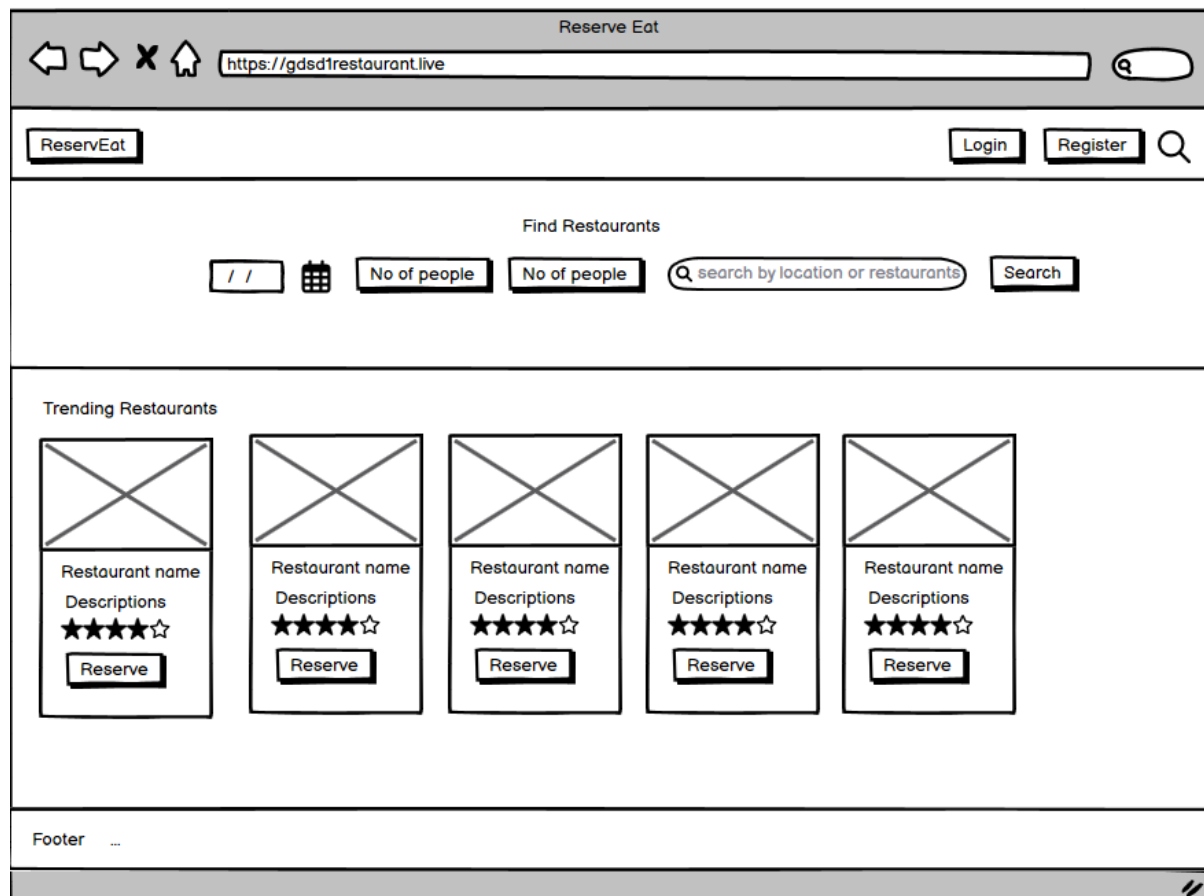 Reserve Eat
https://gdsd1restaurant.live
ReservEat Login Register
Find Restaurants
/ / No of people No of people search by location or restaurants Search
Trending Restaurants
Restaurant name Restaurant name Restaurant name Restaurant name Restaurant name
Descriptions Descriptions Descriptions Descriptions Descriptions
Reserve Reserve Reserve Reserve Reserve
Footer ...